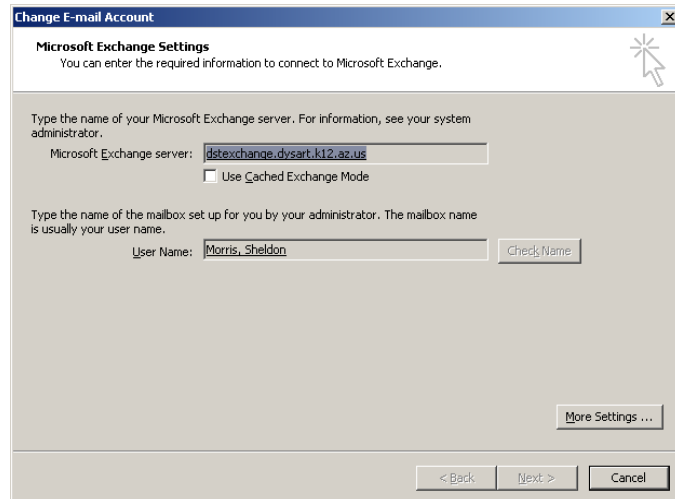 Change E-mail Account
Microsoft Exchange Settings
You can enter the required information to connect to Microsoft Exchange.
Type the name of your Microsoft Exchange server. For information, see your system
administrator.
Microsoft Exchange server: dstexchange.dysart.k12.az.us
Use Cached Exchange Mode
Type the name of the mailbox set up for you by your administrator. The mailbox name
is usually your user name.
User Name: Morris, Sheldon Check Name
More Settings ...
< Back Next > Cancel